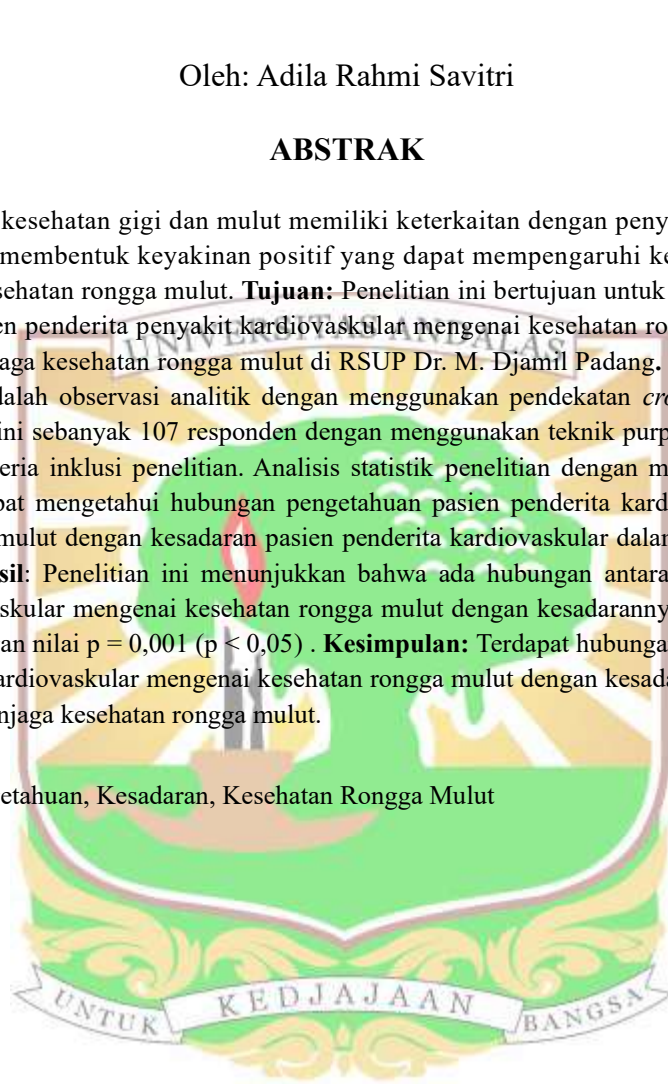 Oleh: Adila Rahmi Savitri
ABSTRAK
kesehatan gigi dan mulut memiliki keterkaitan dengan peny
membentuk keyakinan positif yang dapat mempengaruhi ke
sehatan rongga mulut. Tujuan: Penelitian ini bertujuan untuk
en penderita penyakit kardiovaskular mengenai kesehatan ro
aga kesehatan rongga mulut di RSUP Dr. M. Djamil Padang.
UNIVERSITAS ANDALAS
dalah observasi analitik dengan menggunakan pendekatan cro
ini sebanyak 107 responden dengan menggunakan teknik purp
eria inklusi penelitian. Analisis statistik penelitian dengan m
pat mengetahui hubungan pengetahuan pasien penderita kard
mulut dengan kesadaran pasien penderita kardiovaskular dalan
sil: Penelitian ini menunjukkan bahwa ada hubungan antara
askular mengenai kesehatan rongga mulut dengan kesadaranny
an nilai p = 0,001 (p < 0,05) . Kesimpulan: Terdapat hubunga
ardiovaskular mengenai kesehatan rongga mulut dengan kesada
njaga kesehatan rongga mulut.
etahuan, Kesadaran, Kesehatan Rongga Mulut
UNTUK KEDJAJAAN BANGSA